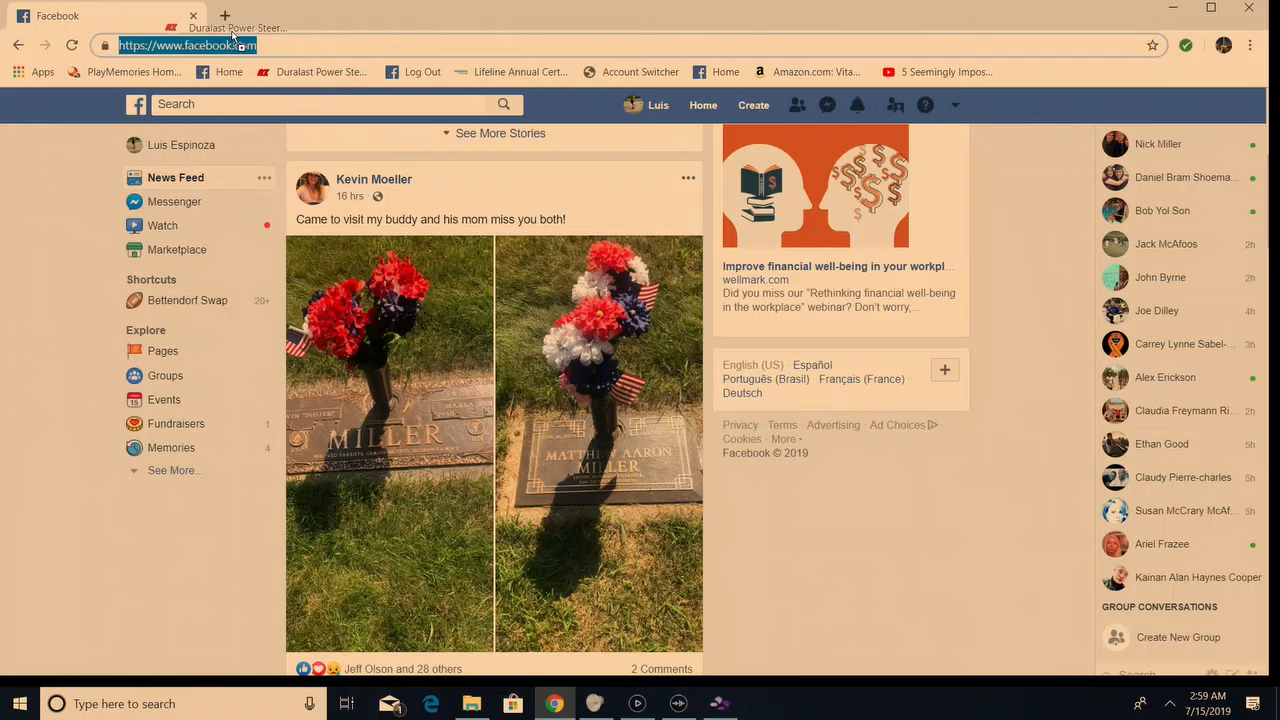 Facebook
Duralast Power Steer...
https://www.facebook.com
Apps
PlayMemories Hom...
Home
Duralast Power Ste...
Log Out
Lifeline Annual Cert...
Account Switcher
Home
Amazon.com: Vita...
5 Seemingly Impos...
Search
Luis
Home
Create
Luis Espinoza
News Feed
Messenger
Watch
Marketplace
Shortcuts
Bettendorf Swap 20+
Explore
Pages
Groups
Events
Fundraisers 1
Memories 4
See More...
See More Stories
Kevin Moeller
16 hrs
Came to visit my buddy and his mom miss you both!
MILLER
MATTHEW AARON
MILLER
Jeff Olson and 28 others
2 Comments
Improve financial well-being in your workpl...
wellmark.com
Did you miss our “Rethinking financial well-being
in the workplace” webinar? Don’t worry,...
English (US) · Español ·
Português (Brasil) · Français (France) ·
Deutsch
Privacy · Terms · Advertising · Ad Choices ·
Cookies · More
Facebook © 2019
Nick Miller
Daniel Bram Shoema...
Bob Yol Son
Jack McAfoos 2h
John Byrne 2h
Joe Dilley 4h
Carrey Lynne Sabel-... 3h
Alex Erickson
Claudia Freymann Ri... 2h
Ethan Good 5h
Claudy Pierre-charles 5h
Susan McCrary McAf... 5h
Ariel Frazee
Kainan Alan Haynes Cooper
GROUP CONVERSATIONS
Create New Group
Search
Type here to search
1
2:59 AM
7/15/2019